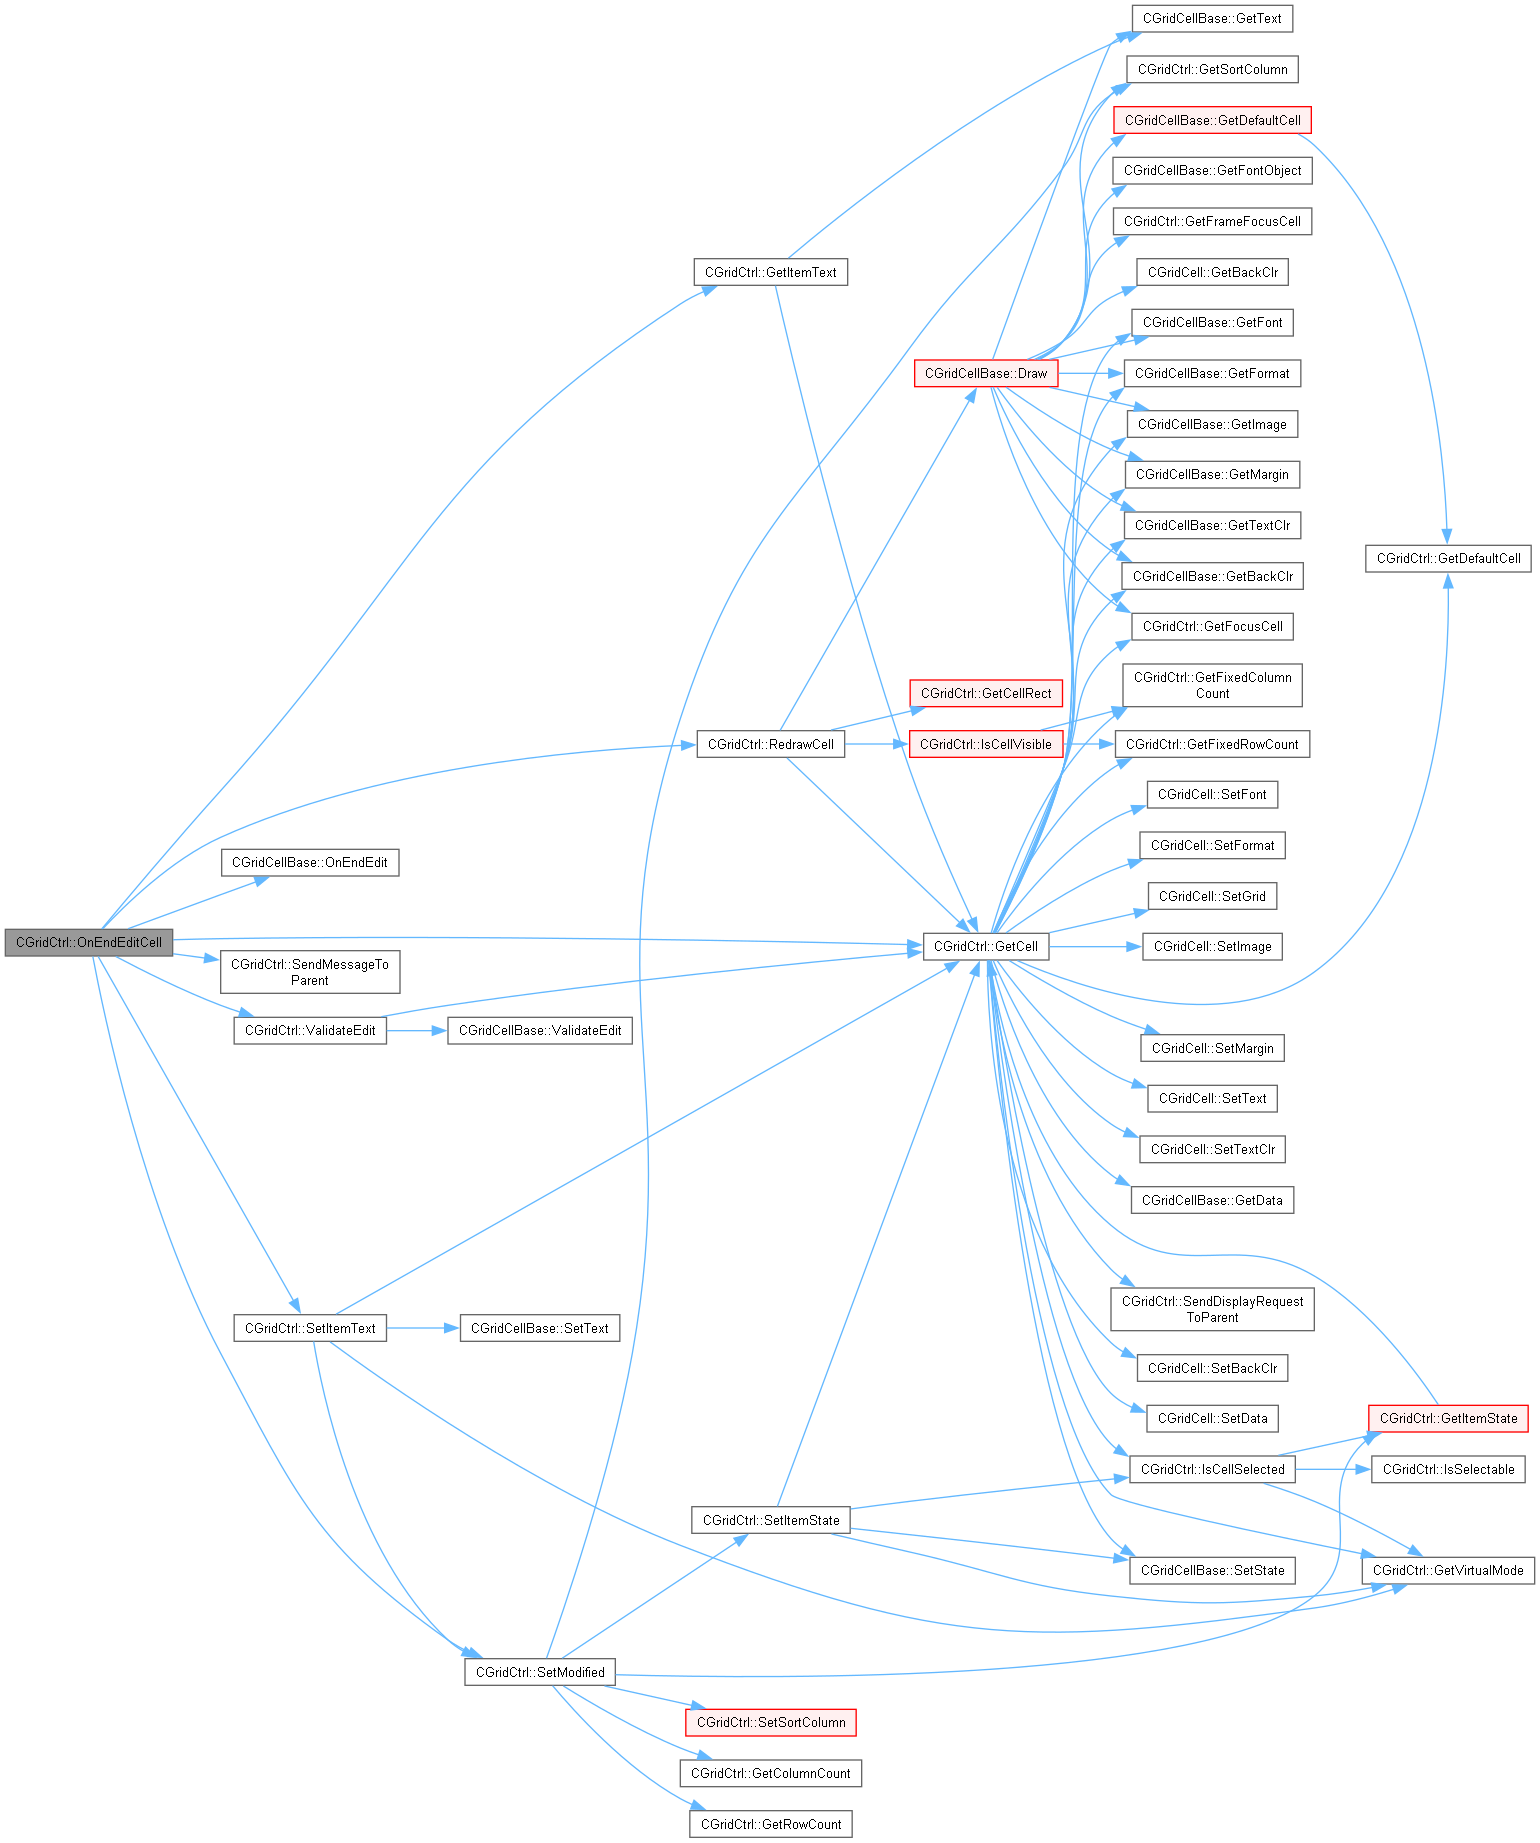 CGridCellBase::GetText
CGridCtrl::GetSortColumn
CGridCellBase::GetDefaultCell
CGridCellBase::GetFontObject
CGridCtrl::GetFrameFocusCell
CGridCtrl::GetItemText
CGridCell::GetBackClr
CGridCellBase::GetFont
CGridCellBase::Draw
CGridCellBase::GetFormat
CGridCellBase::GetImage
CGridCellBase::GetMargin
CGridCellBase::GetTextClr
CGridCtrl::GetDefaultCell
CGridCellBase::GetBackClr
CGridCtrl::GetFocusCell
CGridCtrl::GetCellRect
CGridCtrl::GetFixedColumn
Count
CGridCtrl::RedrawCell
CGridCtrl::IsCellVisible
CGridCtrl::GetFixedRowCount
CGridCell::SetFont
CGridCell::SetFormat
CGridCellBase::OnEndEdit
CGridCell::SetGrid
CGridCtrl::OnEndEditCell
CGridCtrl::GetCell
CGridCell::SetImage
CGridCtrl::SendMessageTo
Parent
CGridCtrl::ValidateEdit
CGridCellBase::ValidateEdit
CGridCell::SetMargin
CGridCell::SetText
CGridCell::SetTextClr
CGridCellBase::GetData
CGridCtrl::SendDisplayRequest
ToParent
CGridCtrl::SetItemText
CGridCellBase::SetText
CGridCell::SetBackClr
CGridCell::SetData
CGridCtrl::GetItemState
CGridCtrl::IsCellSelected
CGridCtrl::IsSelectable
CGridCtrl::SetItemState
CGridCellBase::SetState
CGridCtrl::GetVirtualMode
CGridCtrl::SetModified
CGridCtrl::SetSortColumn
CGridCtrl::GetColumnCount
CGridCtrl::GetRowCount